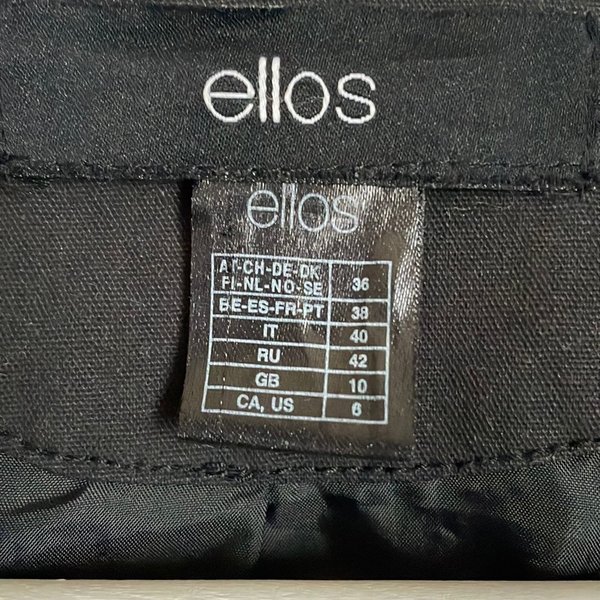 ellos
ellos
AT-CH-DE-DK
FI-NL-NO-SE 36
BE-ES-FR-PT 38
IT 40
RU 42
GB 10
CA, US 6